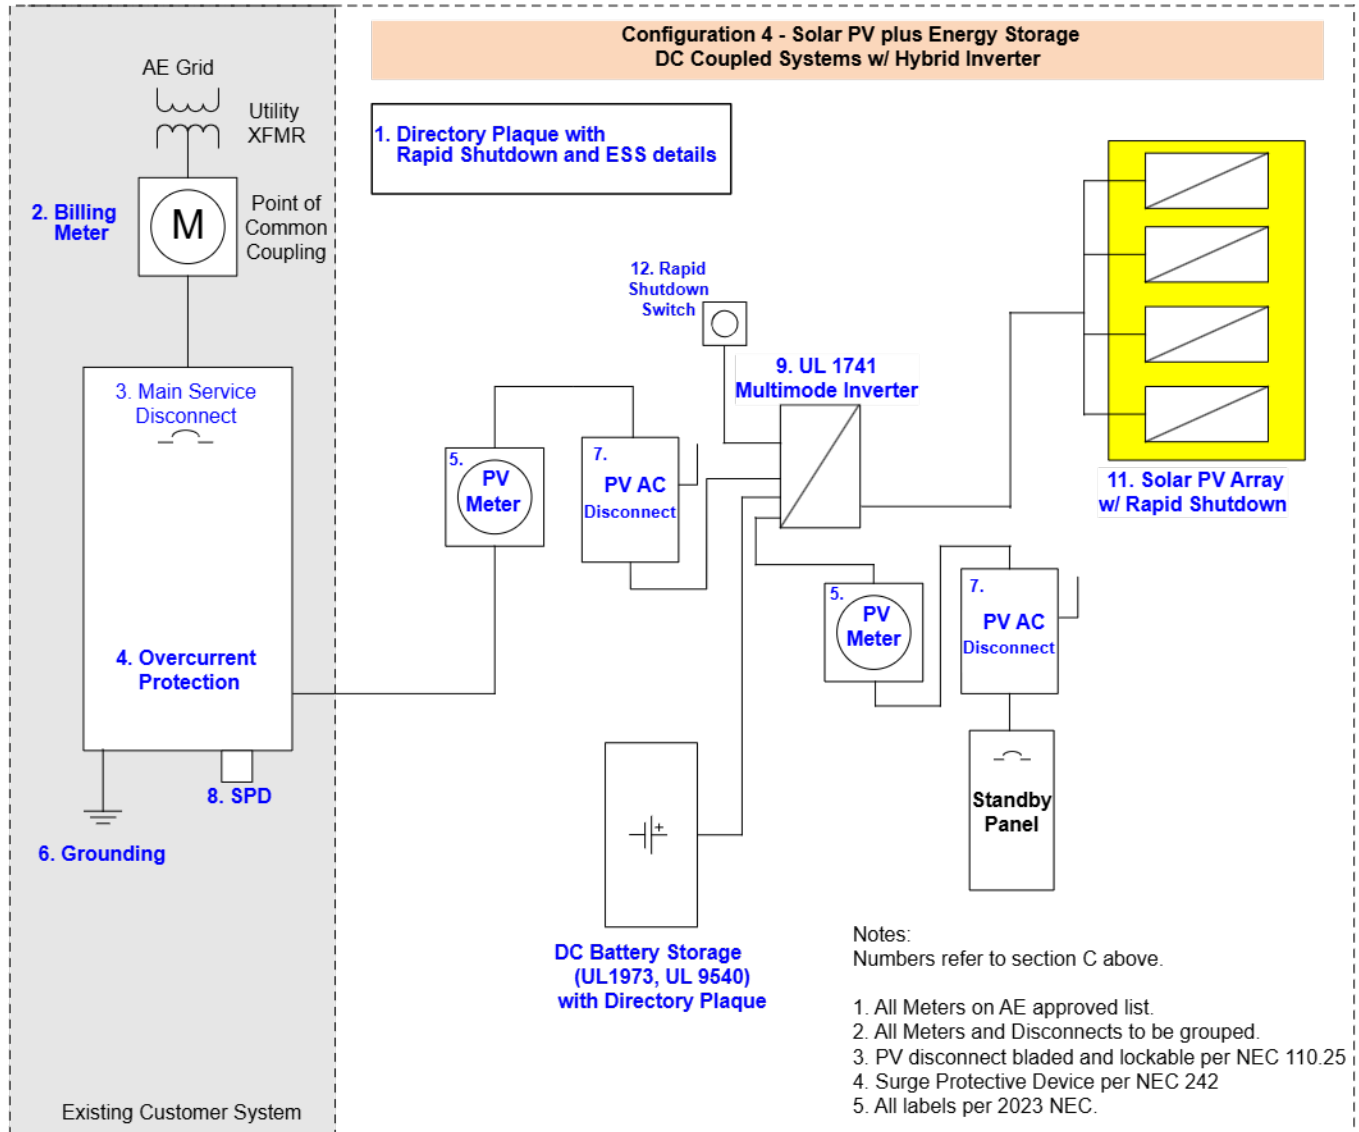 Configuration 4 - Solar PV plus Energy Storage
DC Coupled Systems w/ Hybrid Inverter
AE Grid
Utility
XFMR
1. Directory Plaque with
Rapid Shutdown and ESS details
2. Billing
Meter
M
Point of
Common
Coupling
12. Rapid
Shutdown
Switch
3. Main Service
Disconnect
9. UL 1741
Multimode Inverter
5.
PV
Meter
7.
PV AC
Disconnect
11. Solar PV Array
w/ Rapid Shutdown
5.
PV
Meter
7.
PV AC
Disconnect
4. Overcurrent
Protection
8. SPD
6. Grounding
Standby
Panel
+
DC Battery Storage
(UL1973, UL 9540)
with Directory Plaque
Notes:
Numbers refer to section C above.
1. All Meters on AE approved list.
2. All Meters and Disconnects to be grouped.
3. PV disconnect bladed and lockable per NEC 110.25
4. Surge Protective Device per NEC 242
5. All labels per 2023 NEC.
Existing Customer System